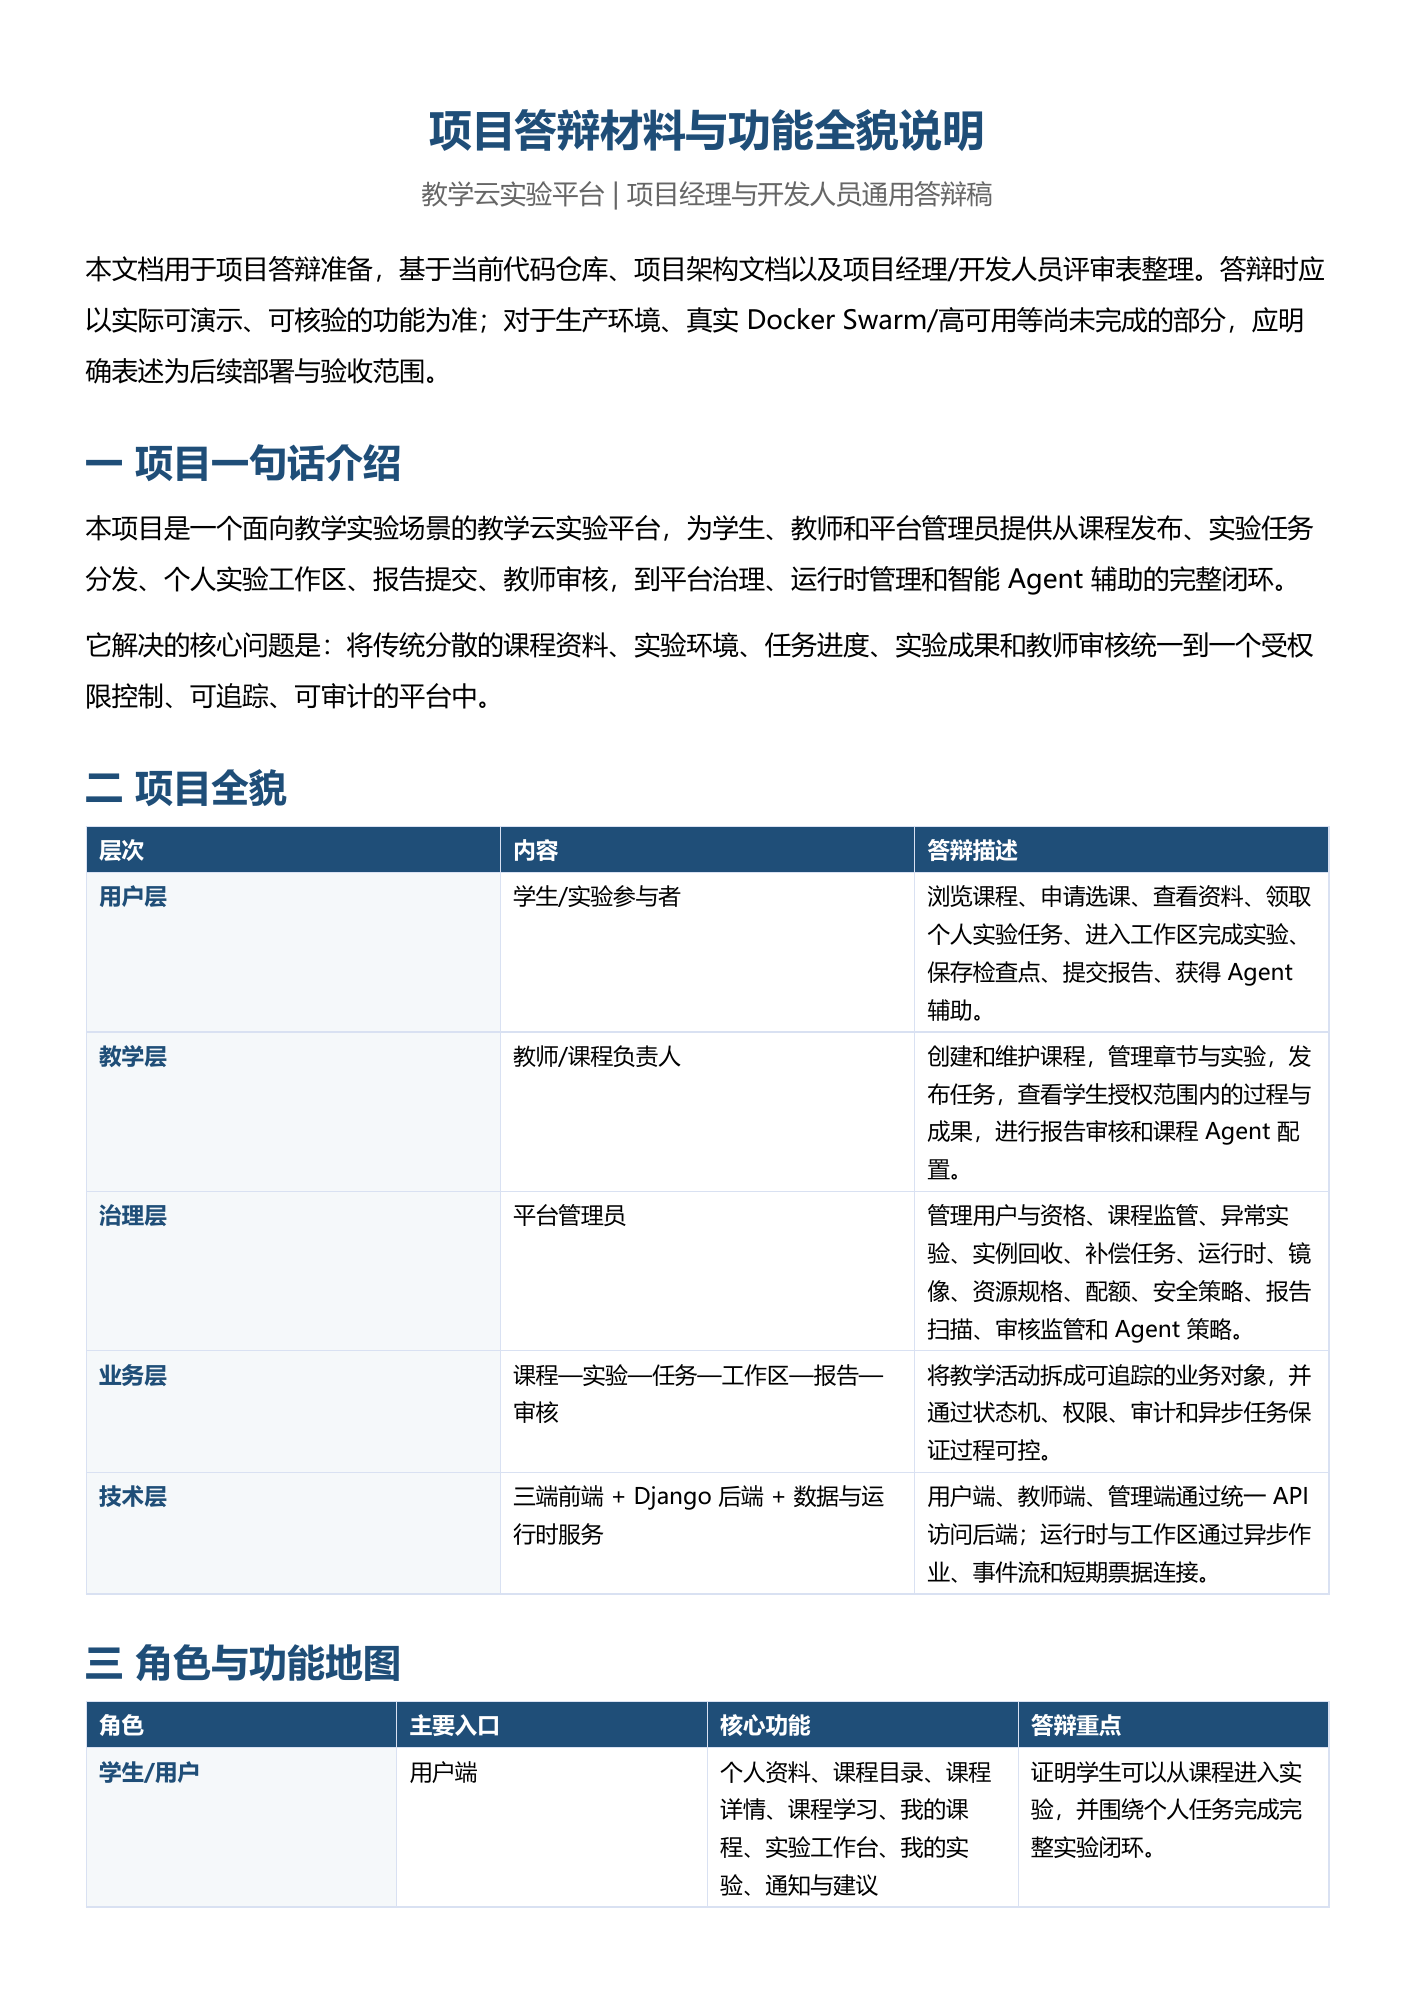 项目答辩材料与功能全貌说明
教学云实验平台 | 项目经理与开发人员通用答辩稿
本文档用于项目答辩准备，基于当前代码仓库、项目架构文档以及项目经理/开发人员评审表整理。答辩时应
以实际可演示、可核验的功能为准；对于生产环境、真实 Docker Swarm/高可用等尚未完成的部分，应明
确表述为后续部署与验收范围。
一 项目一句话介绍
本项目是一个面向教学实验场景的教学云实验平台，为学生、教师和平台管理员提供从课程发布、实验任务
分发、个人实验工作区、报告提交、教师审核，到平台治理、运行时管理和智能 Agent 辅助的完整闭环。
它解决的核心问题是：将传统分散的课程资料、实验环境、任务进度、实验成果和教师审核统一到一个受权
限控制、可追踪、可审计的平台中。
二 项目全貌
层次 内容 答辩描述
用户层 学生/实验参与者 浏览课程、申请选课、查看资料、领取
个人实验任务、进入工作区完成实验、
保存检查点、提交报告、获得 Agent
辅助。
教学层 教师/课程负责人 创建和维护课程，管理章节与实验，发
布任务，查看学生授权范围内的过程与
成果，进行报告审核和课程 Agent 配
置。
治理层 平台管理员 管理用户与资格、课程监管、异常实
验、实例回收、补偿任务、运行时、镜
像、资源规格、配额、安全策略、报告
扫描、审核监管和 Agent 策略。
业务层 课程—实验—任务—工作区—报告— 将教学活动拆成可追踪的业务对象，并
审核 通过状态机、权限、审计和异步任务保
证过程可控。
技术层 三端前端 + Django 后端 + 数据与运 用户端、教师端、管理端通过统一 API
行时服务 访问后端；运行时与工作区通过异步作
业、事件流和短期票据连接。
三 角色与功能地图
角色 主要入口 核心功能 答辩重点
学生/用户 用户端 个人资料、课程目录、课程 证明学生可以从课程进入实
详情、课程学习、我的课 验，并围绕个人任务完成完
程、实验工作台、我的实 整实验闭环。
验、通知与建议